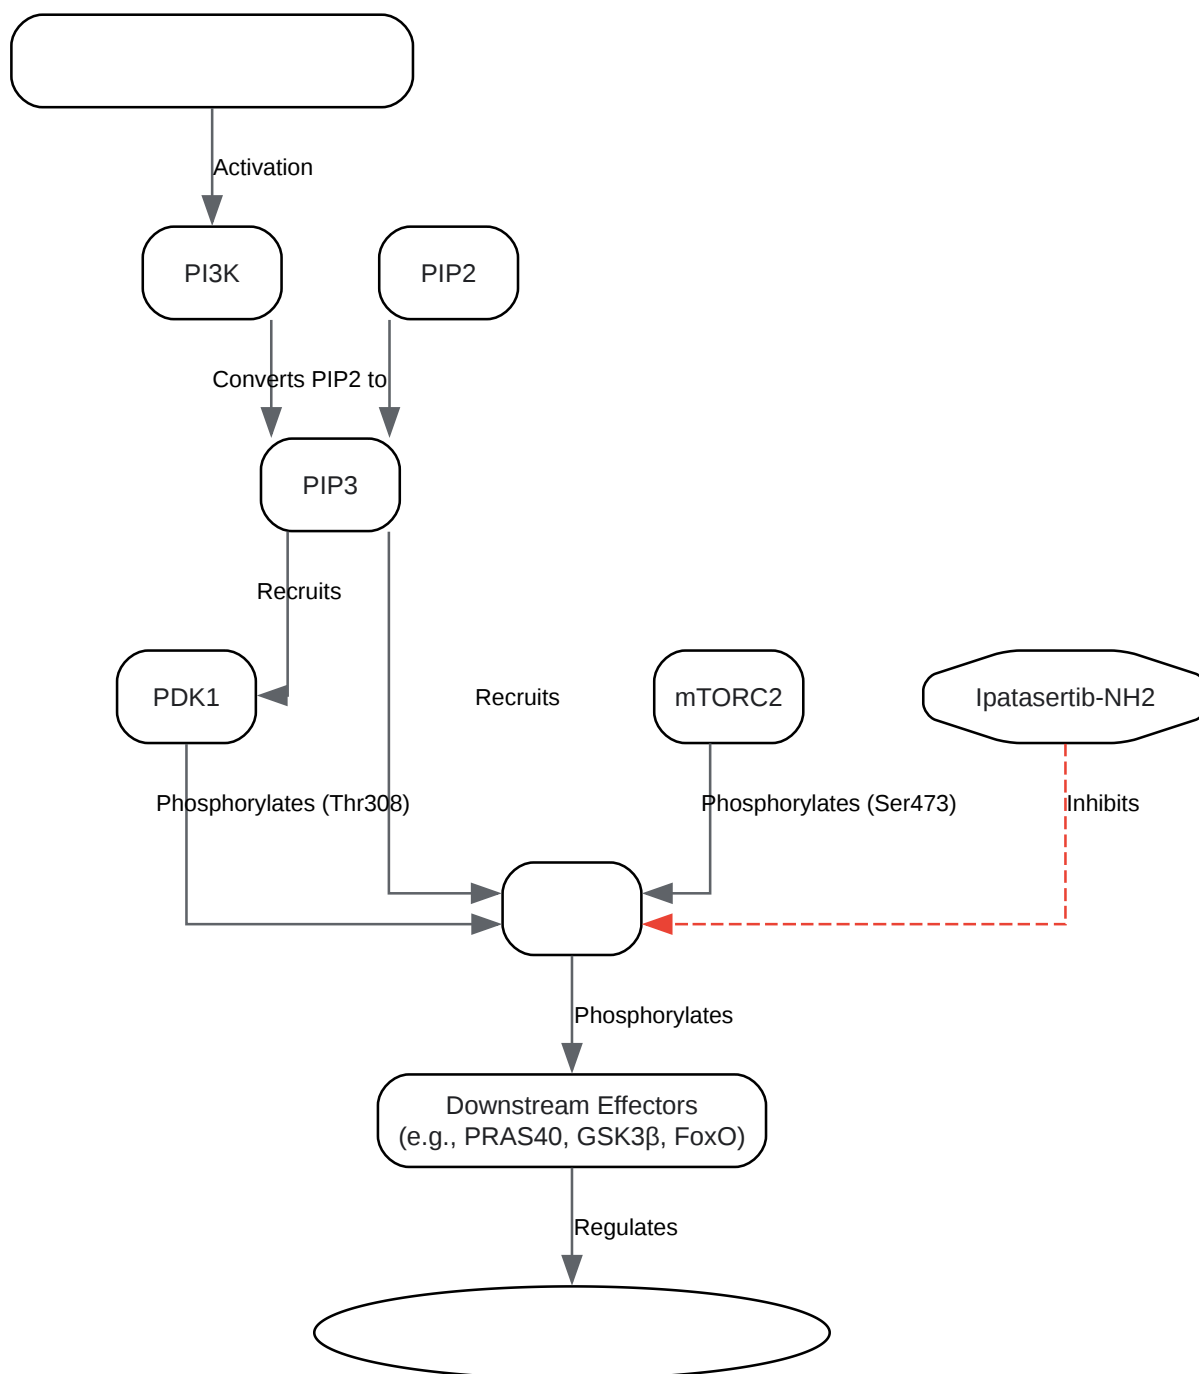 Activation
PI3K
PIP2
Converts PIP2 to
PIP3
Recruits
PDK1
Recruits
mTORC2
Ipatasertib-NH2
Phosphorylates (Thr308)
Phosphorylates (Ser473)
Inhibits
Phosphorylates
Downstream Effectors
(e.g., PRAS40, GSK3β, FoxO)
Regulates